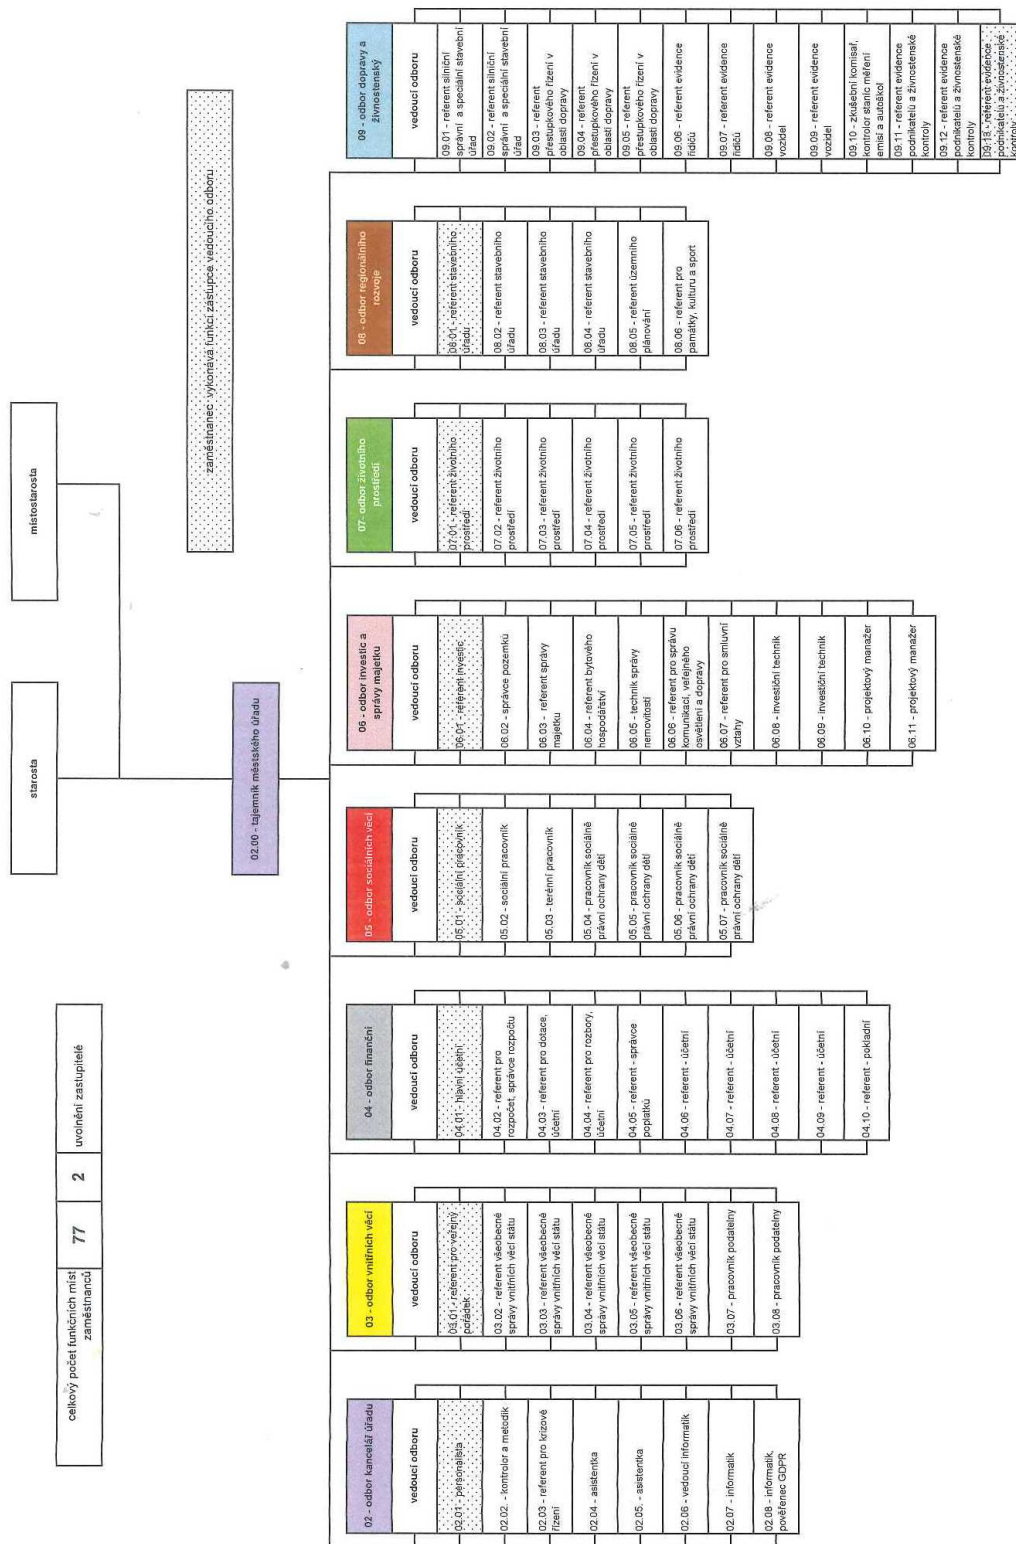 starosta
místostarosta
celkový počet funkčních míst
zaměstnanců
77
2
uvolnění zastupitelé
02.00 - tajemník městského úřadu
zaměstnanec vykonává funkci zástupce vedoucího odboru
02 - odbor kancelář úřadu
vedoucí odboru
02.01 - personalista
02.02. - kontrolor a metodik
02.03 - referent pro krizové
řízení
02.04 - asistentka
02.05. - asistentka
02.06 - vedoucí informatik
02.07 - informatik
02.08 - informatik,
pověřenec GDPR
03 - odbor vnitřních věcí
vedoucí odboru
03.01 - referent pro veřejný
pořádek
03.02 - referent všeobecné
správy vnitřních věcí státu
03.03 - referent všeobecné
správy vnitřních věcí státu
03.04 - referent všeobecné
správy vnitřních věcí státu
03.05 - referent všeobecné
správy vnitřních věcí státu
03.06 - referent všeobecné
správy vnitřních věcí státu
03.07 - pracovník podatelny
03.08 - pracovník podatelny
04 - odbor finanční
vedoucí odboru
04.01 - hlavní účetní
04.02 - referent pro
rozpočet, správce rozpočtu
04.03 - referent pro dotace,
účetní
04.04 - referent pro rozbory,
účetní
04.05 - referent - správce
poplatků
04.06 - referent - účetní
04.07 - referent - účetní
04.08 - referent - účetní
04.09 - referent - účetní
04.10 - referent - pokladní
05 - odbor sociálních věcí
vedoucí odboru
05.01 - sociální pracovník
05.02 - sociální pracovník
05.03 - terénní pracovník
05.04 - pracovník sociálně
právní ochrany dětí
05.05 - pracovník sociálně
právní ochrany dětí
05.06 - pracovník sociálně
právní ochrany dětí
05.07 - pracovník sociálně
právní ochrany dětí
06 - odbor investic a
správy majetku
vedoucí odboru
06.01 - referent investic
06.02 - správce pozemků
06.03 - referent správy
majetku
06.04 - referent bytového
hospodářství
06.05 - technik správy
nemovitostí
06.06 - referent pro správu
komunikací, veřejného
osvětlení a dopravy
06.07 - referent pro smluvní
vztahy
06.08 - investiční technik
06.09 - investiční technik
06.10 - projektový manažer
06.11 - projektový manažer
07- odbor životního
prostředí
vedoucí odboru
07.01 - referent životního
prostředí
07.02 - referent životního
prostředí
07.03 - referent životního
prostředí
07.04 - referent životního
prostředí
07.05 - referent životního
prostředí
07.06 - referent životního
prostředí
08 - odbor regionálního
rozvoje
vedoucí odboru
08.01 - referent stavebního
úřadu
08.02 - referent stavebního
úřadu
08.03 - referent stavebního
úřadu
08.04 - referent stavebního
úřadu
08.05 - referent územního
plánování
08.06 - referent pro
památky, kulturu a sport
09 - odbor dopravy a
živnostenský
vedoucí odboru
09.01 - referent silniční
správní a speciální stavební
úřad
09.02 - referent silniční
správní a speciální stavební
úřad
09.03 - referent
přestupkového řízení v
oblasti dopravy
09.04 - referent
přestupkového řízení v
oblasti dopravy
09.05 - referent
přestupkového řízení v
oblasti dopravy
09.06 - referent evidence
řidičů
09.07 - referent evidence
řidičů
09.08 - referent evidence
vozidel
09.09 - referent evidence
vozidel
09.10 - zkušební komisař,
kontrolor stanic měření
emisí a autoškol
09.11 - referent evidence
podnikatelů a živnostenské
kontroly
09.12 - referent evidence
podnikatelů a živnostenské
kontroly
09.13 - referent evidence
podnikatelů a živnostenské
kontroly